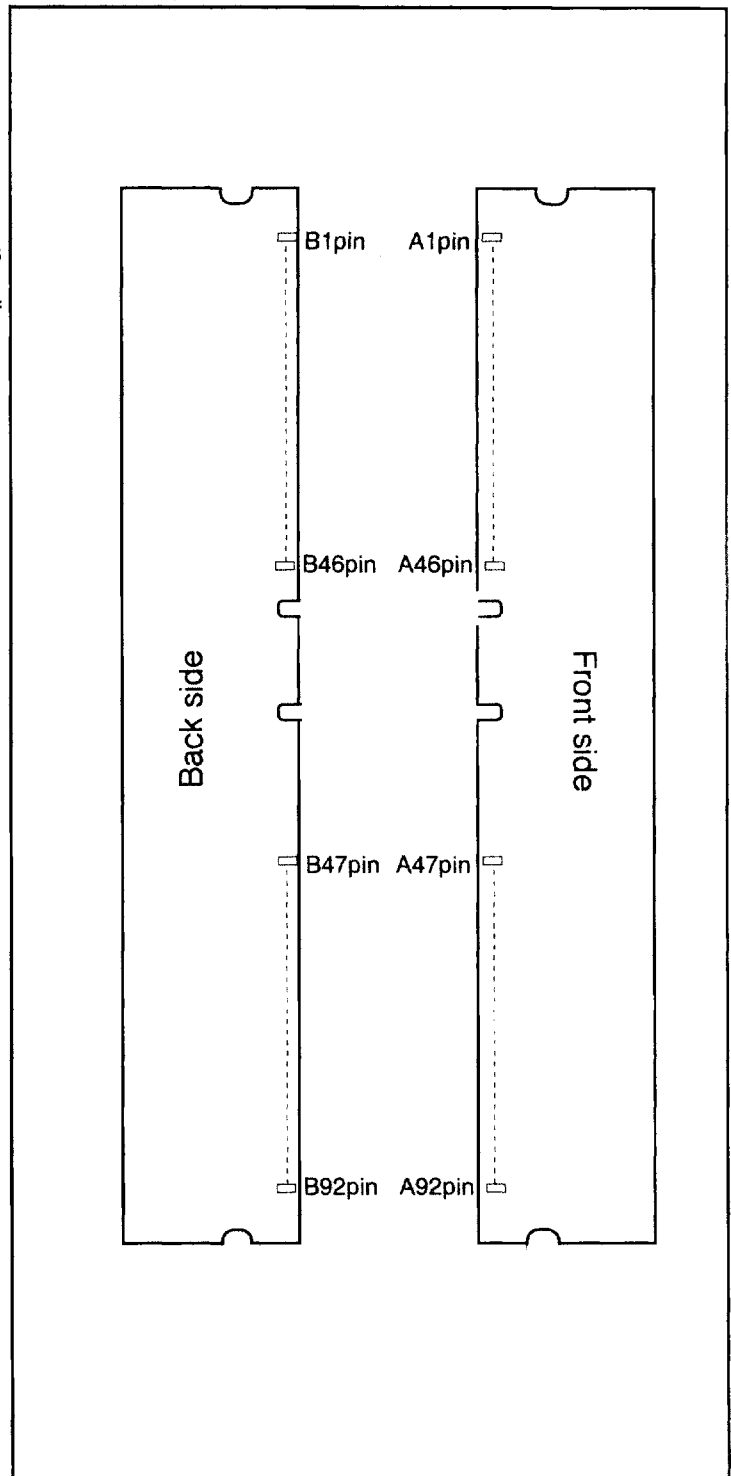 B1pin A1pin
B46pin A46pin
Back side
Front side
B47pin A47pin
B92pin A92pin